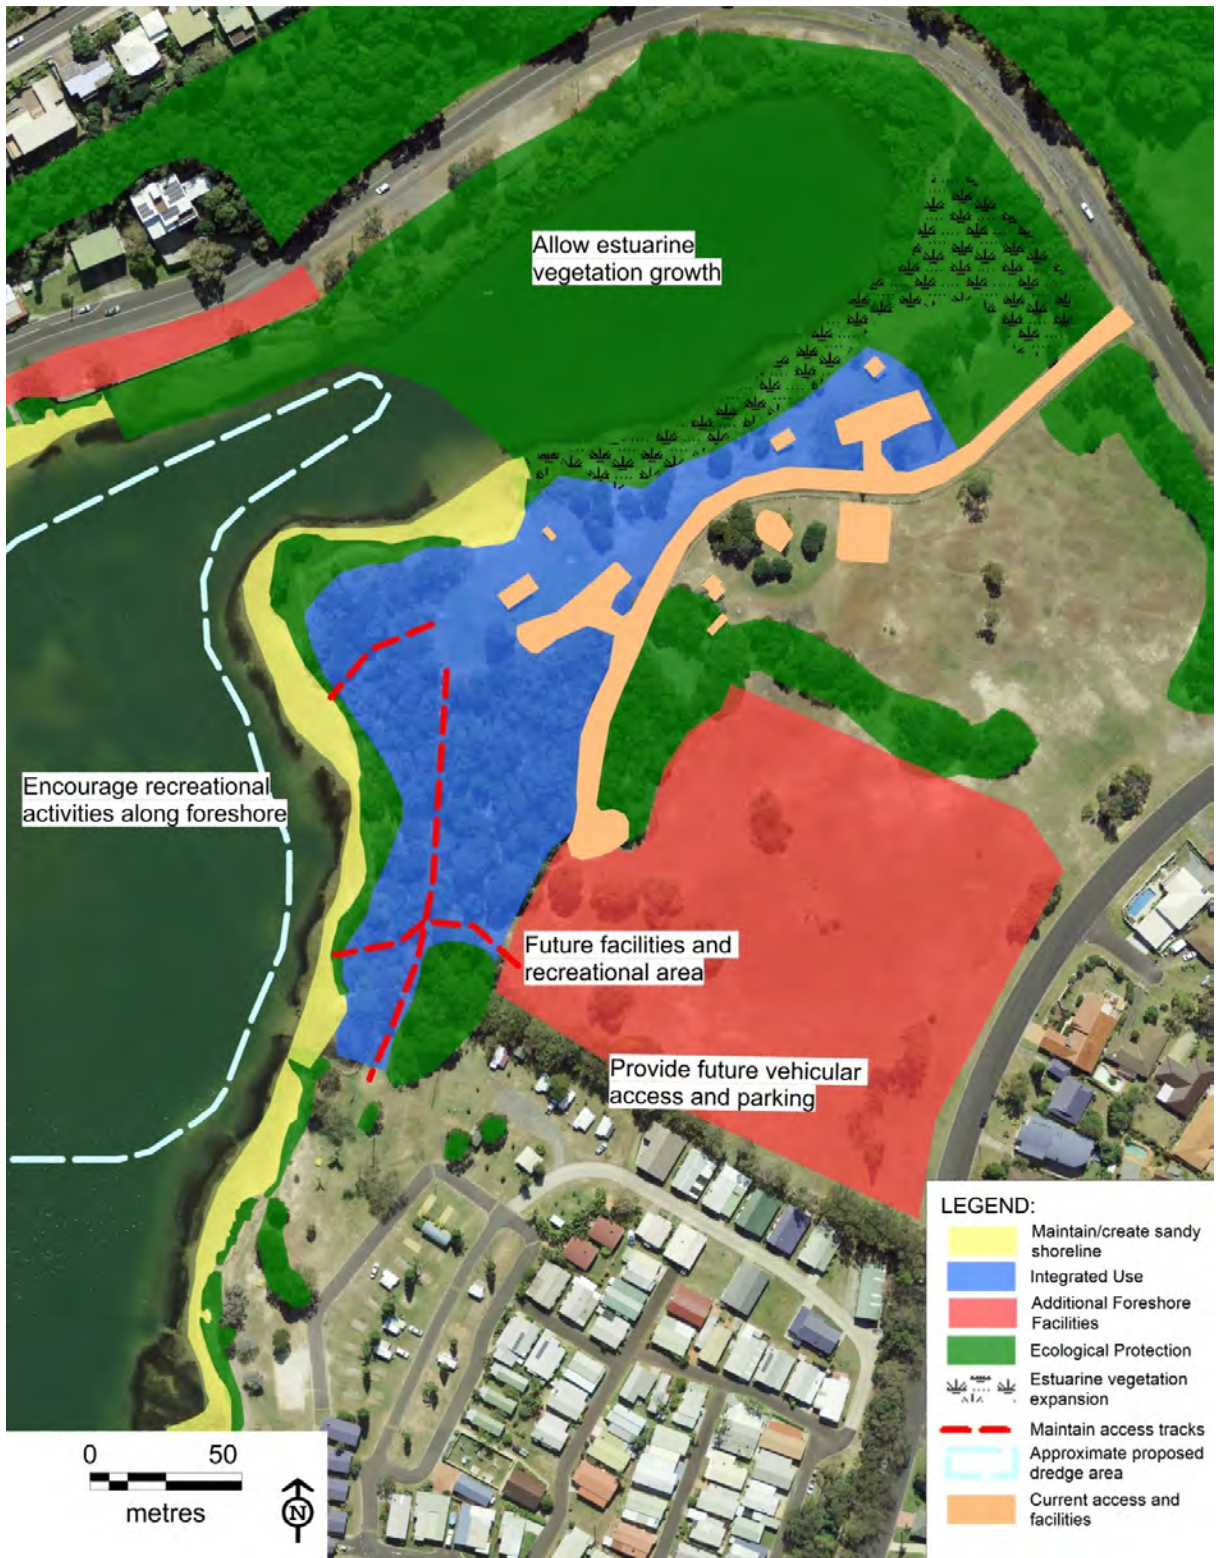 Allow estuarine
vegetation growth
Encourage recreational
activities along foreshore
Future facilities and
recreational area
Provide future vehicular
access and parking
LEGEND:
Maintain/create sandy
shoreline
Integrated Use
Additional Foreshore
Facilities
Ecological Protection
Estuarine vegetation
expansion
Maintain access tracks
Approximate proposed
dredge area
Current access and
facilities
0 50
metres
N